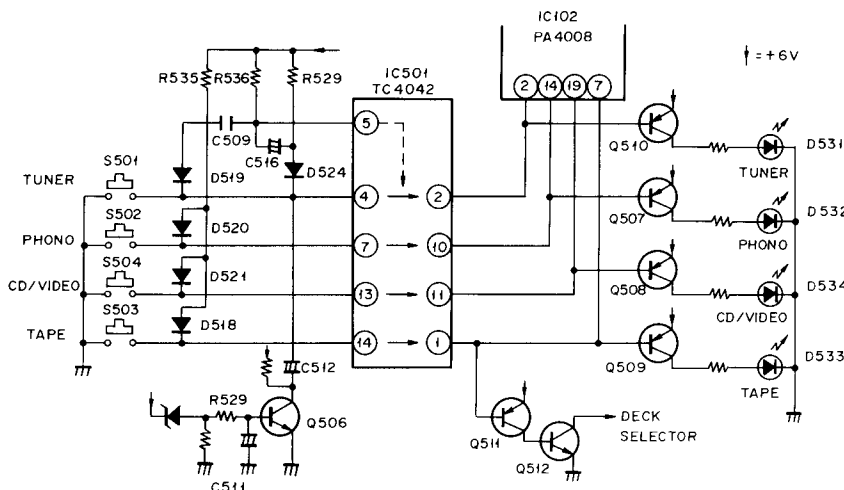 IC102
PA4008
2 14 19 7
↓ = +6V
R535 R536 R529
IC501
TC4042
5
C509
C516
D524
Q510
D531
TUNER
S501
TUNER
D519
4 2
S502
PHONO
D520
7 10
Q507
D532
PHONO
S504
CD/VIDEO
D521
13 11
Q508
D534
CD/VIDEO
S503
TAPE
D518
14 1
Q509
D533
TAPE
C512
R529
Q506
C511
Q511
Q512
DECK
SELECTOR